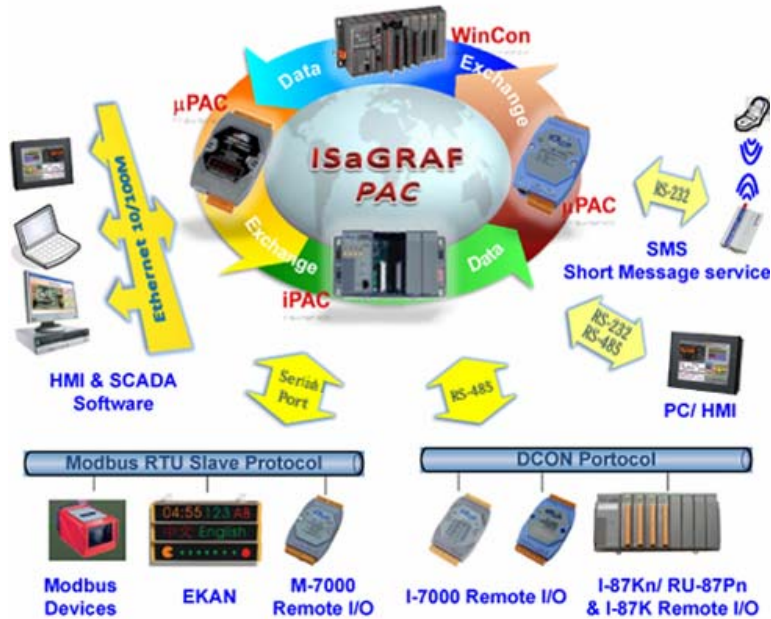 WinCon
Data
Exchange
µPAC
ISaGRAF
PAC
µPAC
Exchange
Data
iPAC
Ethernet 10/100M
RS-232
SMS
Short Message service
RS-232
RS-485
HMI & SCADA
Software
Serial
Port
RS-485
PC/ HMI
Modbus RTU Slave Protocol
DCON Portocol
04:55 123 AB
English
Modbus
Devices
EKAN
M-7000
Remote I/O
I-7000 Remote I/O
I-87Kn/ RU-87Pn
& I-87K Remote I/O